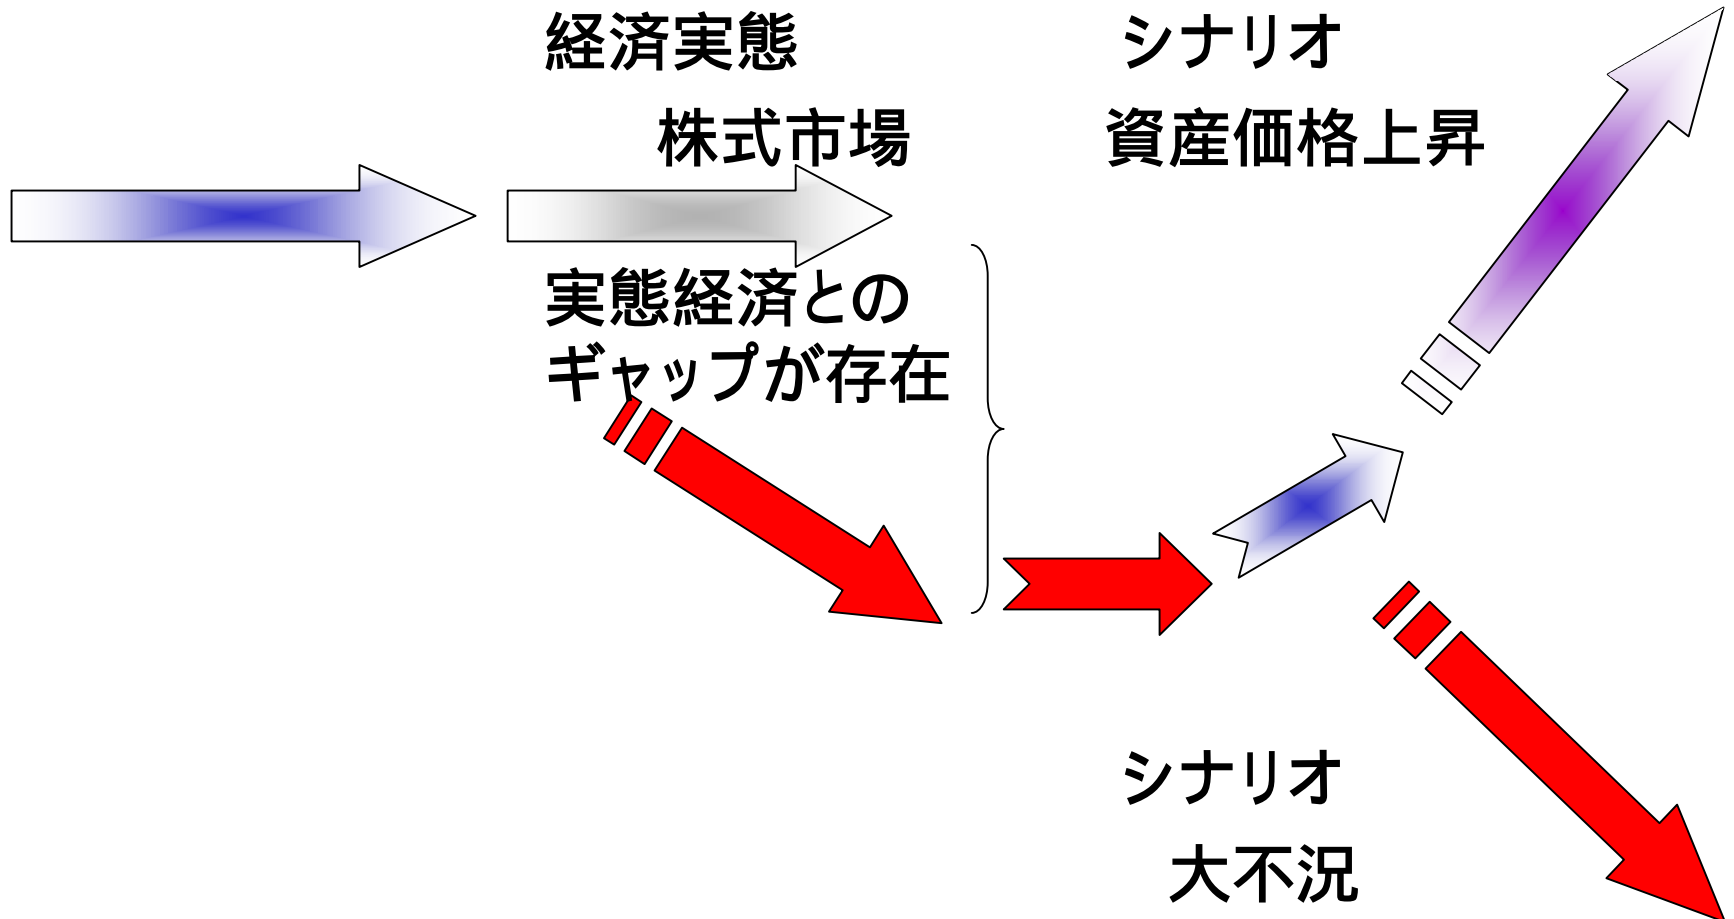 経済実態
株式市場
実態経済との
ギャップが存在
シナリオ
資産価格上昇
シナリオ
大不況